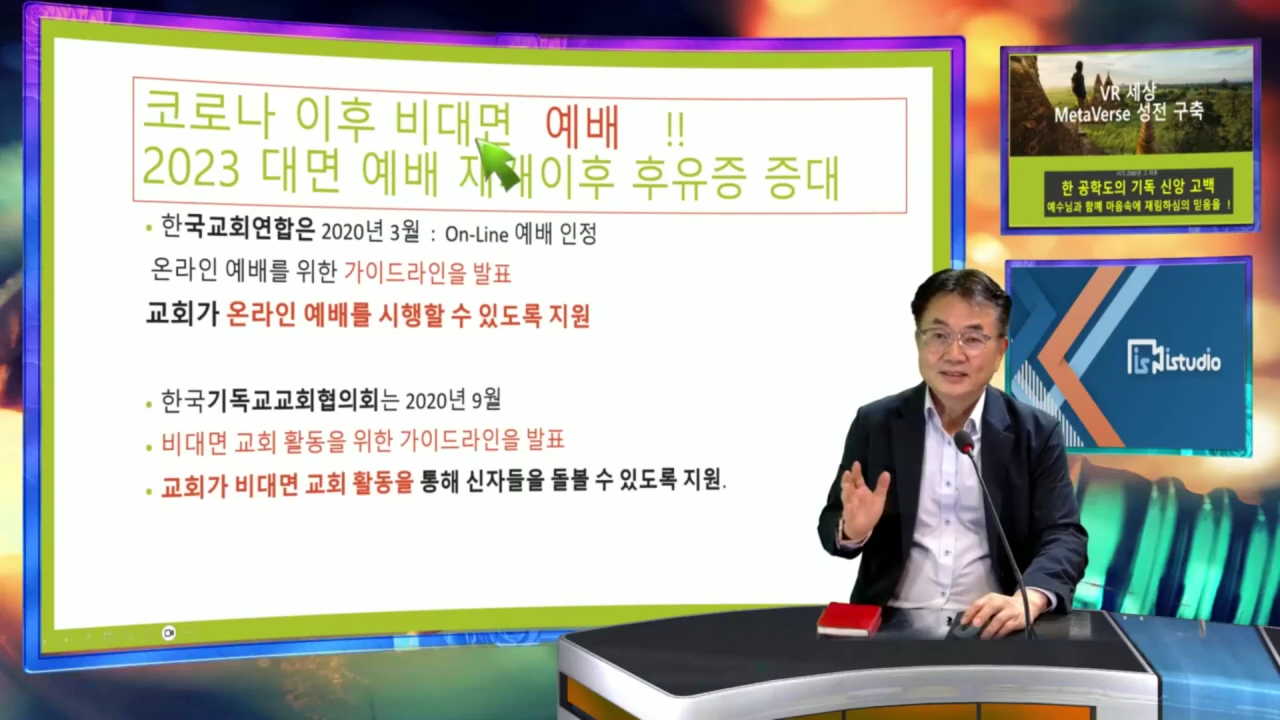 코로나 이후 비대면 예배 !!
2023 대면 예배 이후 후유증 증대
• 한국교회연합은 2020년 3월 : On-Line 예배 인정
온라인 예배를 위한 가이드라인을 발표
교회가 온라인 예배를 시행할 수 있도록 지원
• 한국기독교교회협의회는 2020년 9월
• 비대면 교회 활동을 위한 가이드라인을 발표
• 교회가 비대면 교회 활동을 통해 신자들을 돌볼 수 있도록 지원.
VR 세상
MetaVerse 성전 구축
한 공학도의 기독 신앙 고백
예수님과 함께 마음속에 재림하심의 믿음을 !
is istudio